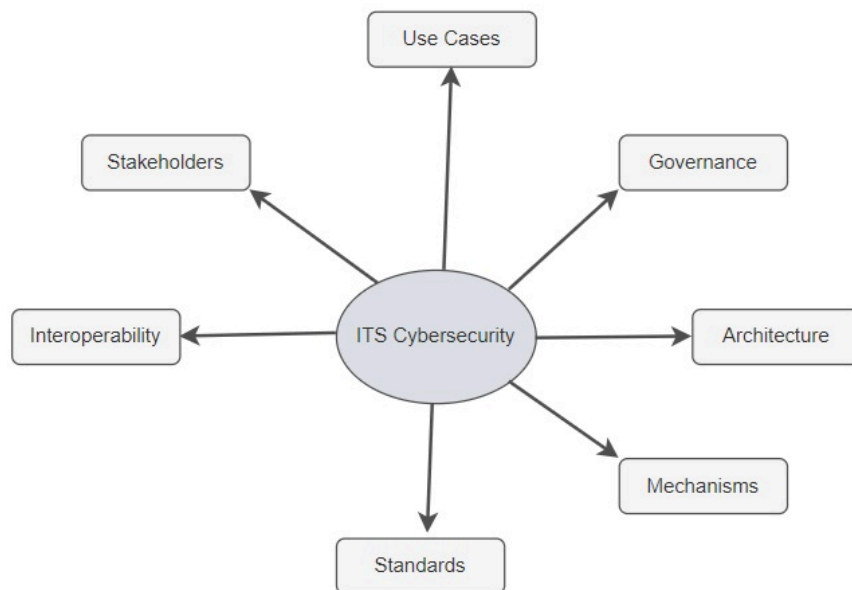 Use Cases
Stakeholders
Governance
Interoperability
ITS Cybersecurity
Architecture
Mechanisms
Standards